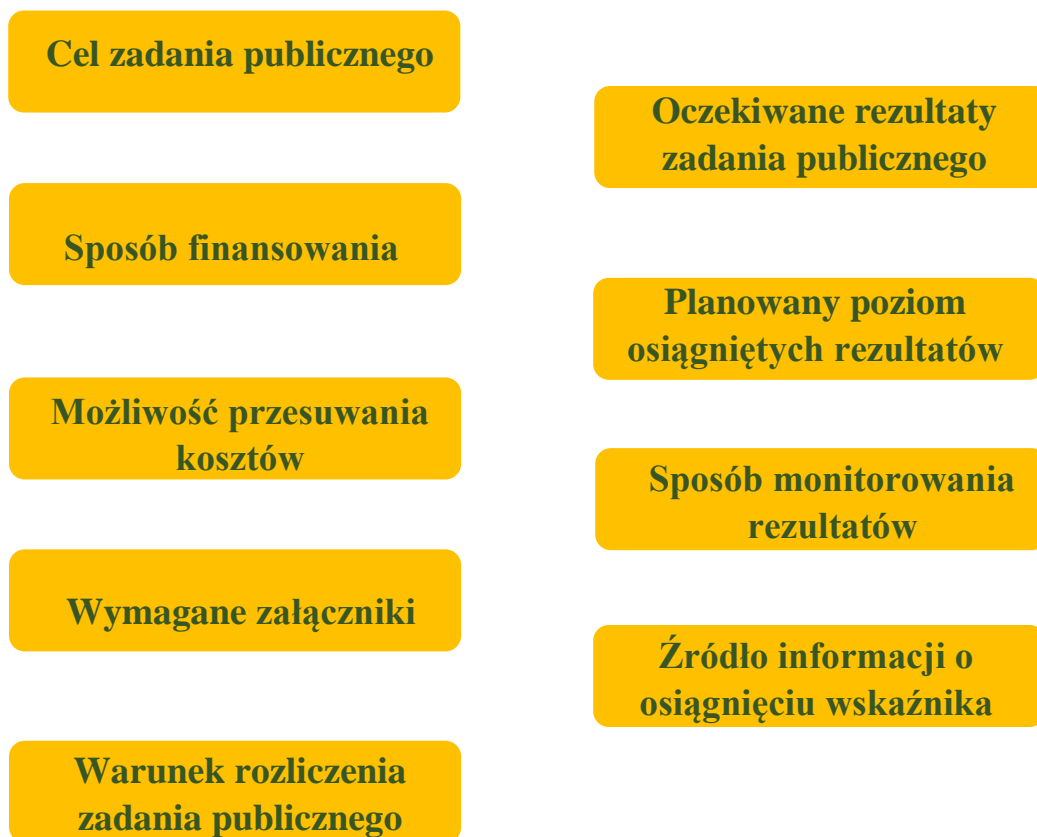 Cel zadania publicznego
Sposób finansowania
Możliwość przesuwania
kosztów
Wymagane załączniki
Warunek rozliczenia
zadania publicznego
Oczekiwane rezultaty
zadania publicznego
Planowany poziom
osiągniętych rezultatów
Sposób monitorowania
rezultatów
Źródło informacji o
osiągnięciu wskaźnika